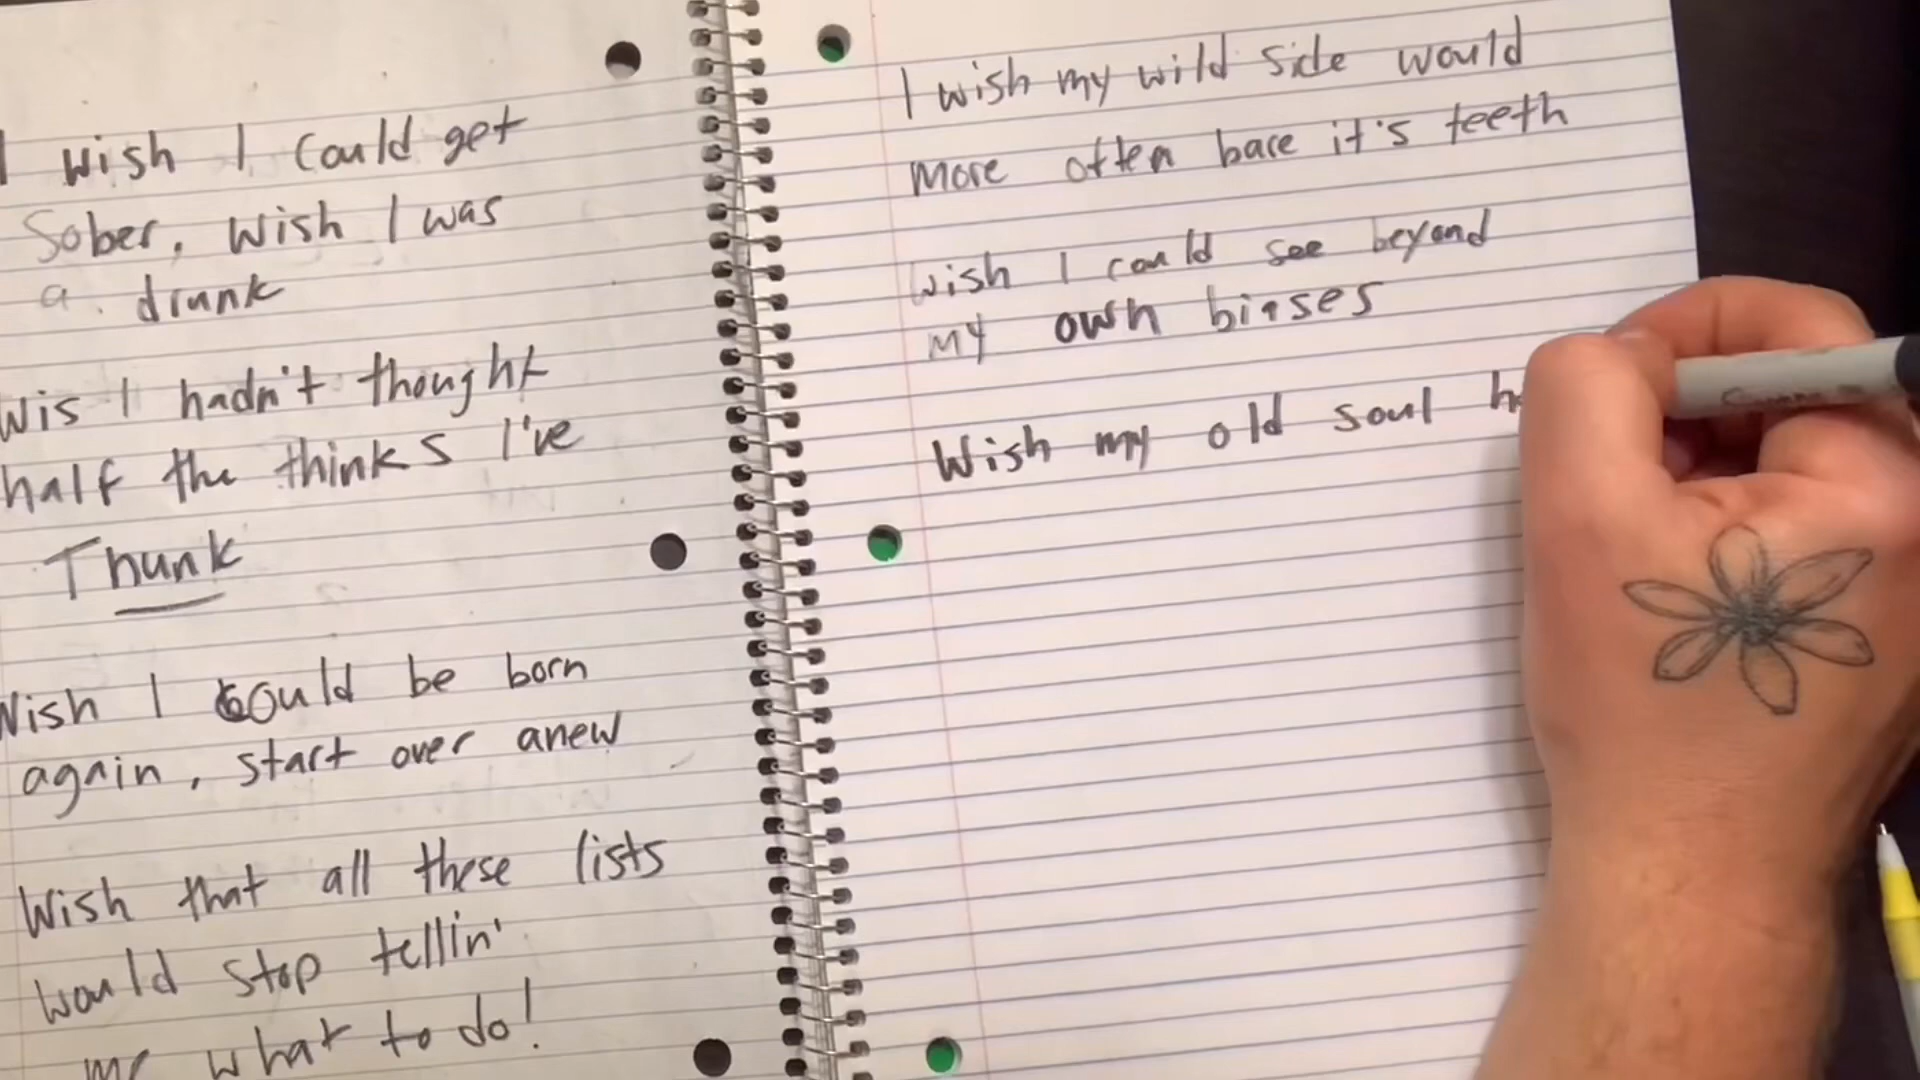 I wish I could get
Sober, wish I was
a drunk
Wis I hadn't thought
half the thinks I've
Thunk
Wish I could be born
again, start over anew
Wish that all these lists
would stop tellin'
me what to do!
I wish my wild side would
more often bare it's teeth
wish I could see beyond
my own biases
Wish my old soul